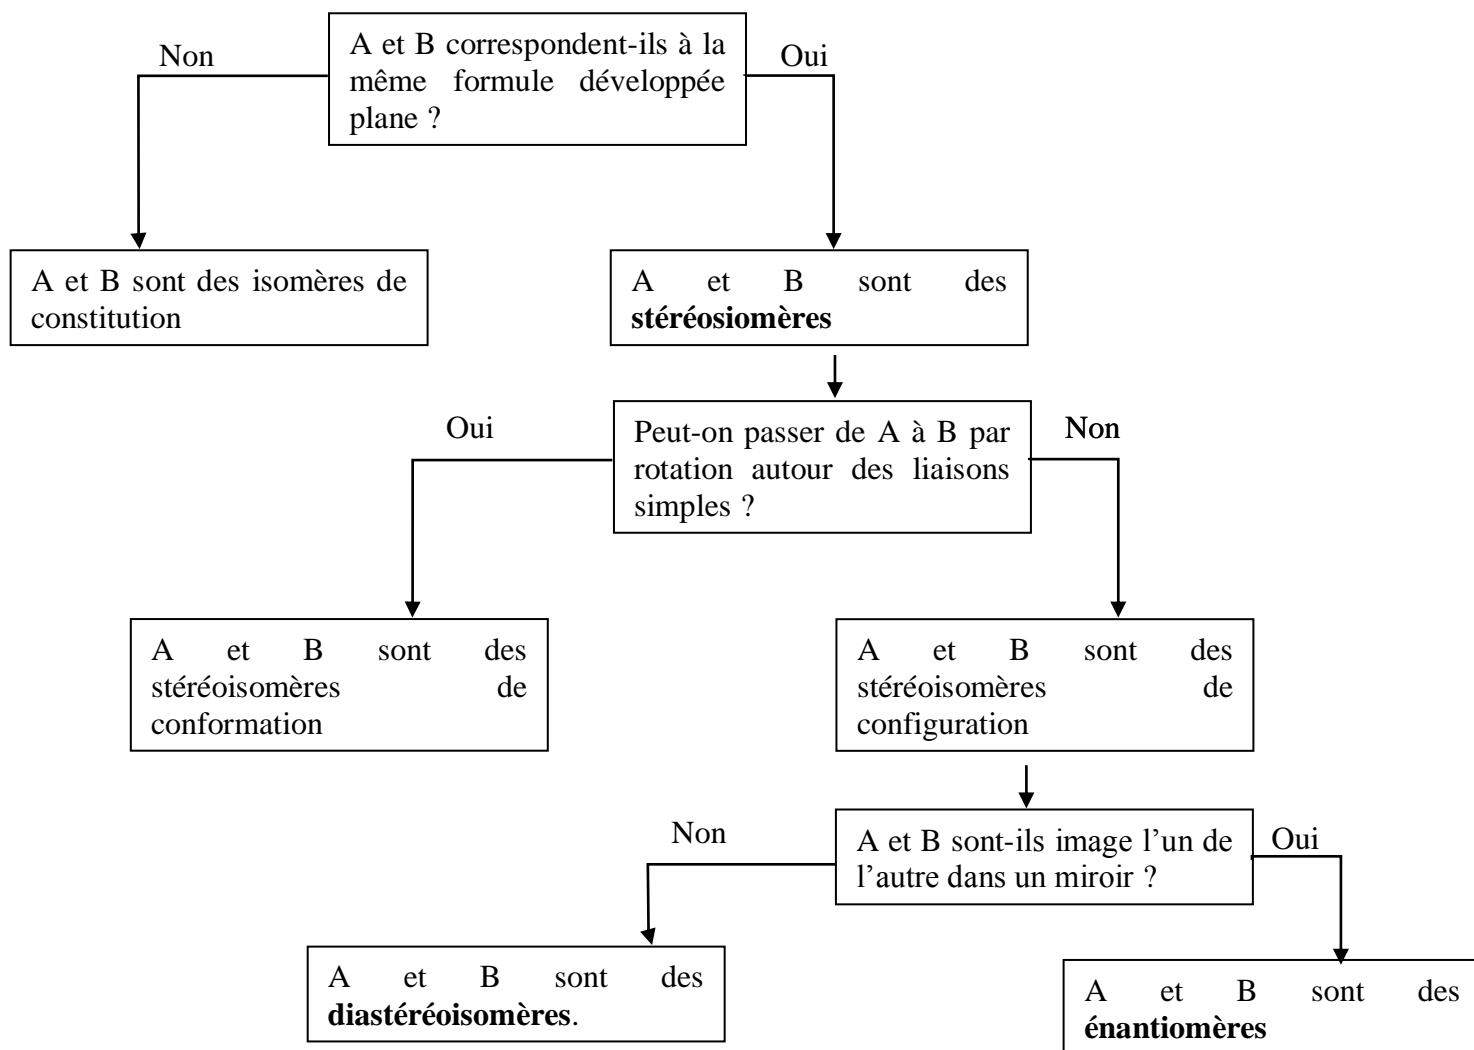 Non
A et B correspondent-ils à la
même formule développée
plane ?
Oui
A et B sont des isomères de
constitution
A et B sont des
stéréosiomères
Oui
Peut-on passer de A à B par
rotation autour des liaisons
simples ?
Non
A et B sont des
stéréoisomères de
conformation
A et B sont des
stéréoisomères de
configuration
Non
A et B sont-ils image l’un de
l’autre dans un miroir ?
Oui
A et B sont des
diastéréoisomères.
A et B sont des
énantiomères